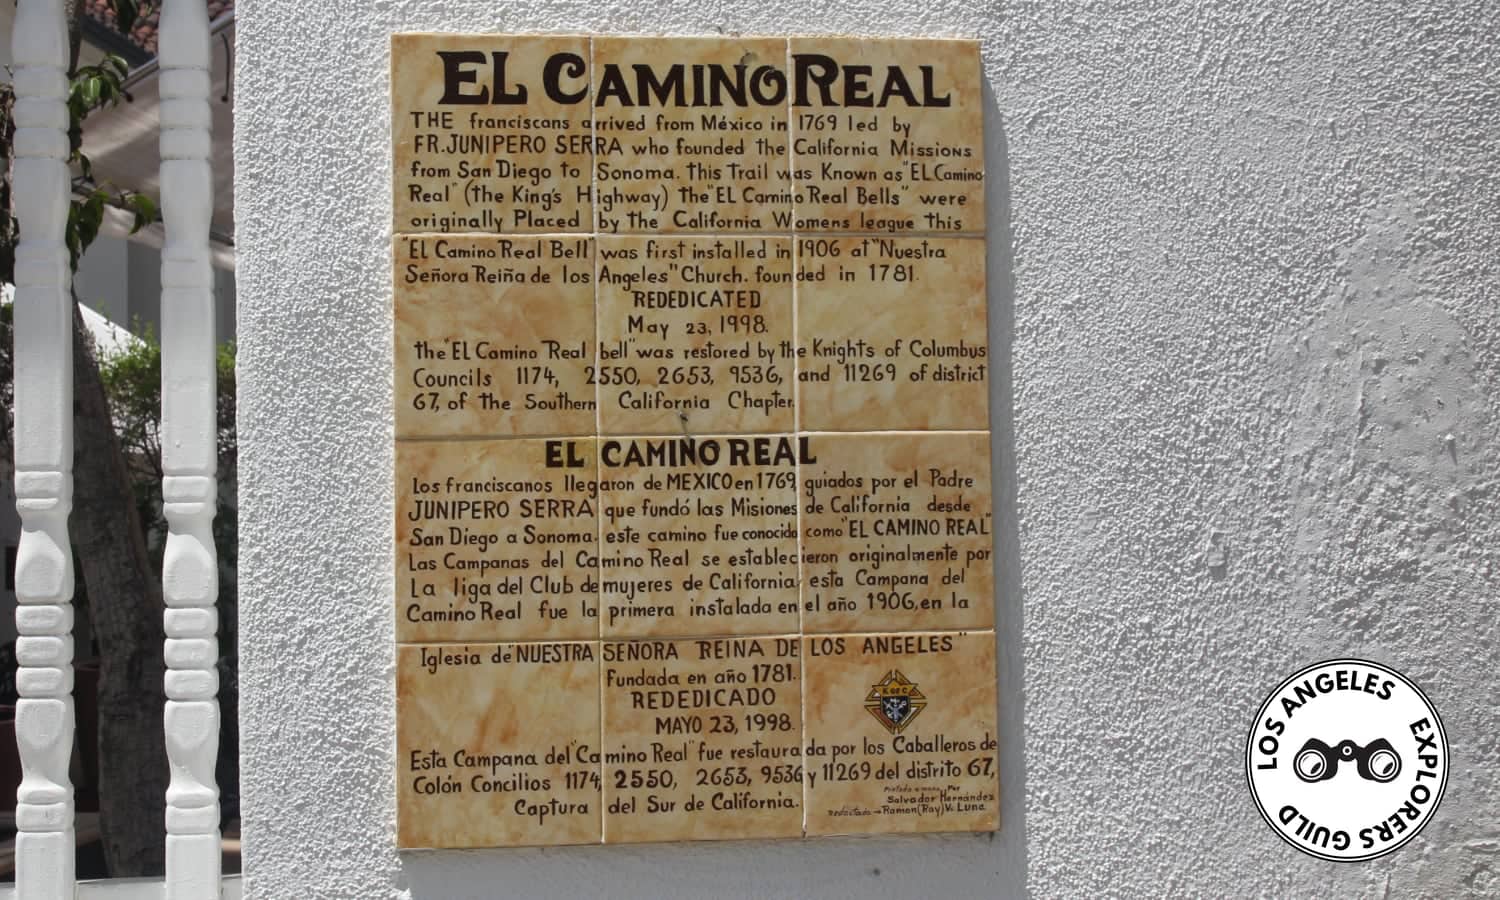 EL CAMINO REAL
THE franciscans arrived from México in 1769 led by
FR. JUNIPERO SERRA who founded the California Missions
from San Diego to Sonoma. this Trail was Known as "EL Camino
Real" (the King's Highway) the "EL Camino Real Bells" were
originally Placed by the California Womens league this
"EL Camino Real Bell" was first installed in 1906 at "Nuestra
Señora Reiña de los Angeles" Church. founded in 1781.
REDEDICATED
May 23, 1998.
the "EL Camino Real bell" was restored by the Knights of Columbus
Councils 1174, 2550, 2653, 9536, and 11269 of district
67, of the Southern California Chapter.
EL CAMINO REAL
Los franciscanos llegaron de MEXICO en 1769 guiados por el Padre
JUNIPERO SERRA que fundó las Misiones de California desde
San Diego a Sonoma. este camino fue conocido como "EL CAMINO REAL"
Las Campanas del Camino Real se establecieron originalmente por
La liga del Club de mujeres de California esta Campana del
Camino Real fue la primera instalada en el año 1906, en la
Iglesia de "NUESTRA SEÑORA REINA DE LOS ANGELES"
Fundada en año 1781.
REDEDICADO
MAYO 23, 1998.
K OF C
Esta Campana del "Camino Real" fue restaurada por los Caballeros de
Colón Concilios 1174, 2550, 2653, 9536 y 11269 del distrito 67,
Captura del Sur de California.
Pintado a mano Por
Salvador Hernández
Redactado → Ramon (Ray) V. Luna
LOS ANGELES EXPLORERS GUILD